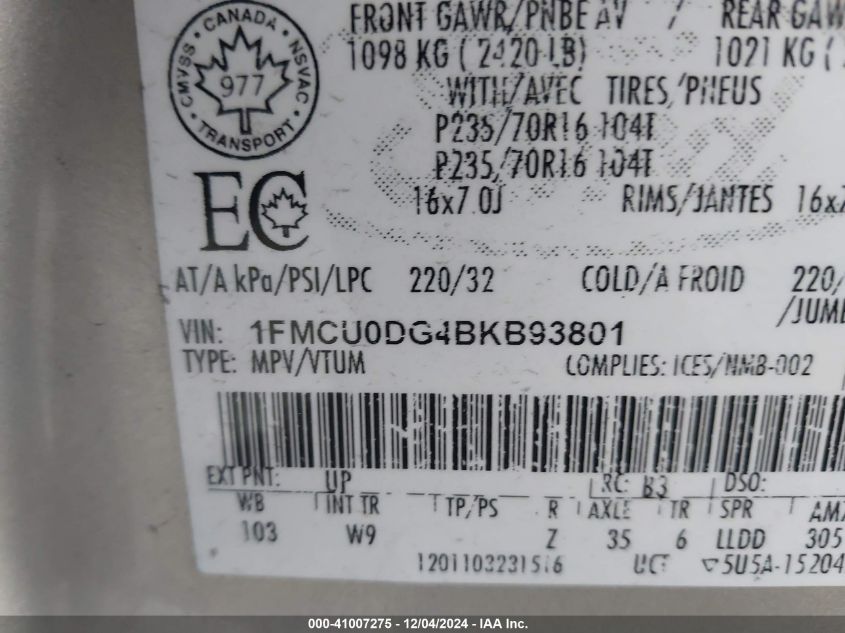 CANADA
CMVSS
NSVAC
977
TRANSPORT
EC
FRONT GAWR/PNBE AV / REAR GAW
1098 KG ( 2420 LB) 1021 KG (
WITH/AVEC TIRES/PNEUS
P235/70R16 104T
P235/70R16 104T
16x7.0J RIMS/JANTES 16x7
AT/A kPa/PSI/LPC 220/32 COLD/A FROID 220/
/JUME
VIN: 1FMCU0DG4BKB93801
TYPE: MPV/VTUM COMPLIES: ICES/NMB-002
EXT PNT: UP RC: B3 DSO:
WB INT TR TP/PS R AXLE TR SPR
103 W9 Z 35 6 LLDD 305
UCF 5U5A-15204
000-41007275 - 12/04/2024 - IAA Inc.